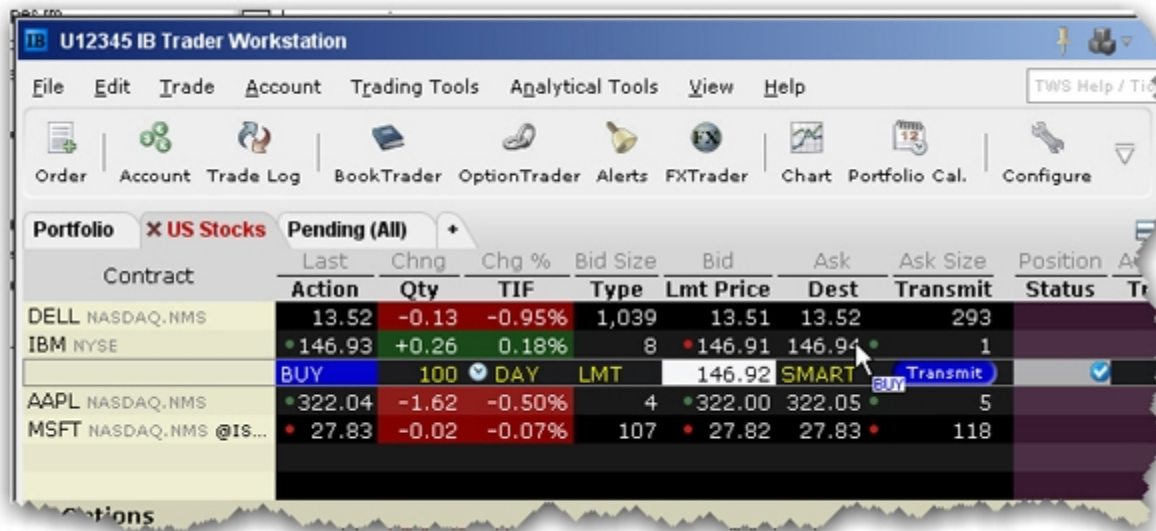 IB U12345 IB Trader Workstation
File Edit Trade Account Trading Tools Analytical Tools View Help TWS Help /
12 FX
Order Account Trade Log BookTrader OptionTrader Alerts FXTrader Chart Portfolio Cal. Configure
Portfolio US Stocks Pending (All) +
Contract
Last Chng Chg % Bid Size Bid Ask Ask Size Position
Action Qty TIF Type Lmt Price Dest Transmit Status
DELL NASDAQ.NMS 13.52 -0.13 -0.95% 1,039 13.51 13.52 293
IBM NYSE 146.93 +0.26 0.18% 8 146.91 146.94 1
BUY 100 DAY LMT 146.92 SMART BUY Transmit
AAPL NASDAQ.NMS 322.04 -1.62 -0.50% 4 322.00 322.05 5
MSFT NASDAQ.NMS @IS... 27.83 -0.02 -0.07% 107 27.82 27.83 118
Options